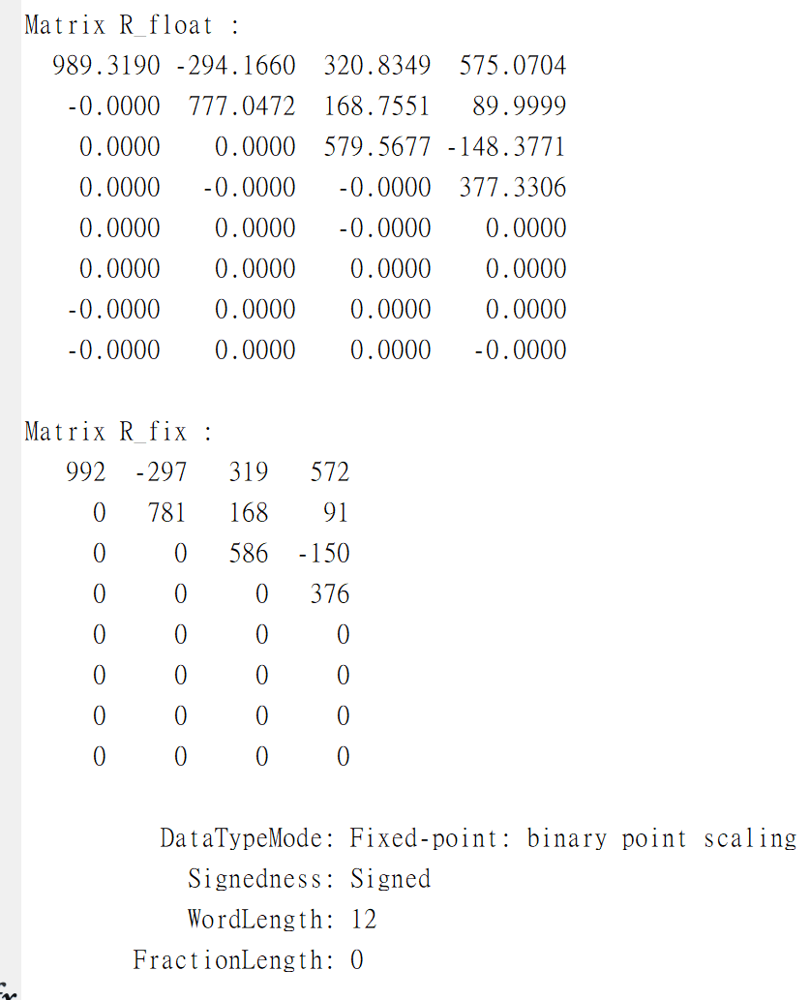 Matrix R_float :
989.3190 -294.1660 320.8349 575.0704
-0.0000 777.0472 168.7551 89.9999
0.0000 0.0000 579.5677 -148.3771
0.0000 -0.0000 -0.0000 377.3306
0.0000 0.0000 -0.0000 0.0000
0.0000 0.0000 0.0000 0.0000
-0.0000 0.0000 0.0000 0.0000
-0.0000 0.0000 0.0000 -0.0000
Matrix R_fix :
992 -297 319 572
0 781 168 91
0 0 586 -150
0 0 0 376
0 0 0 0
0 0 0 0
0 0 0 0
0 0 0 0
DataTypeMode: Fixed-point: binary point scaling
Signedness: Signed
WordLength: 12
FractionLength: 0